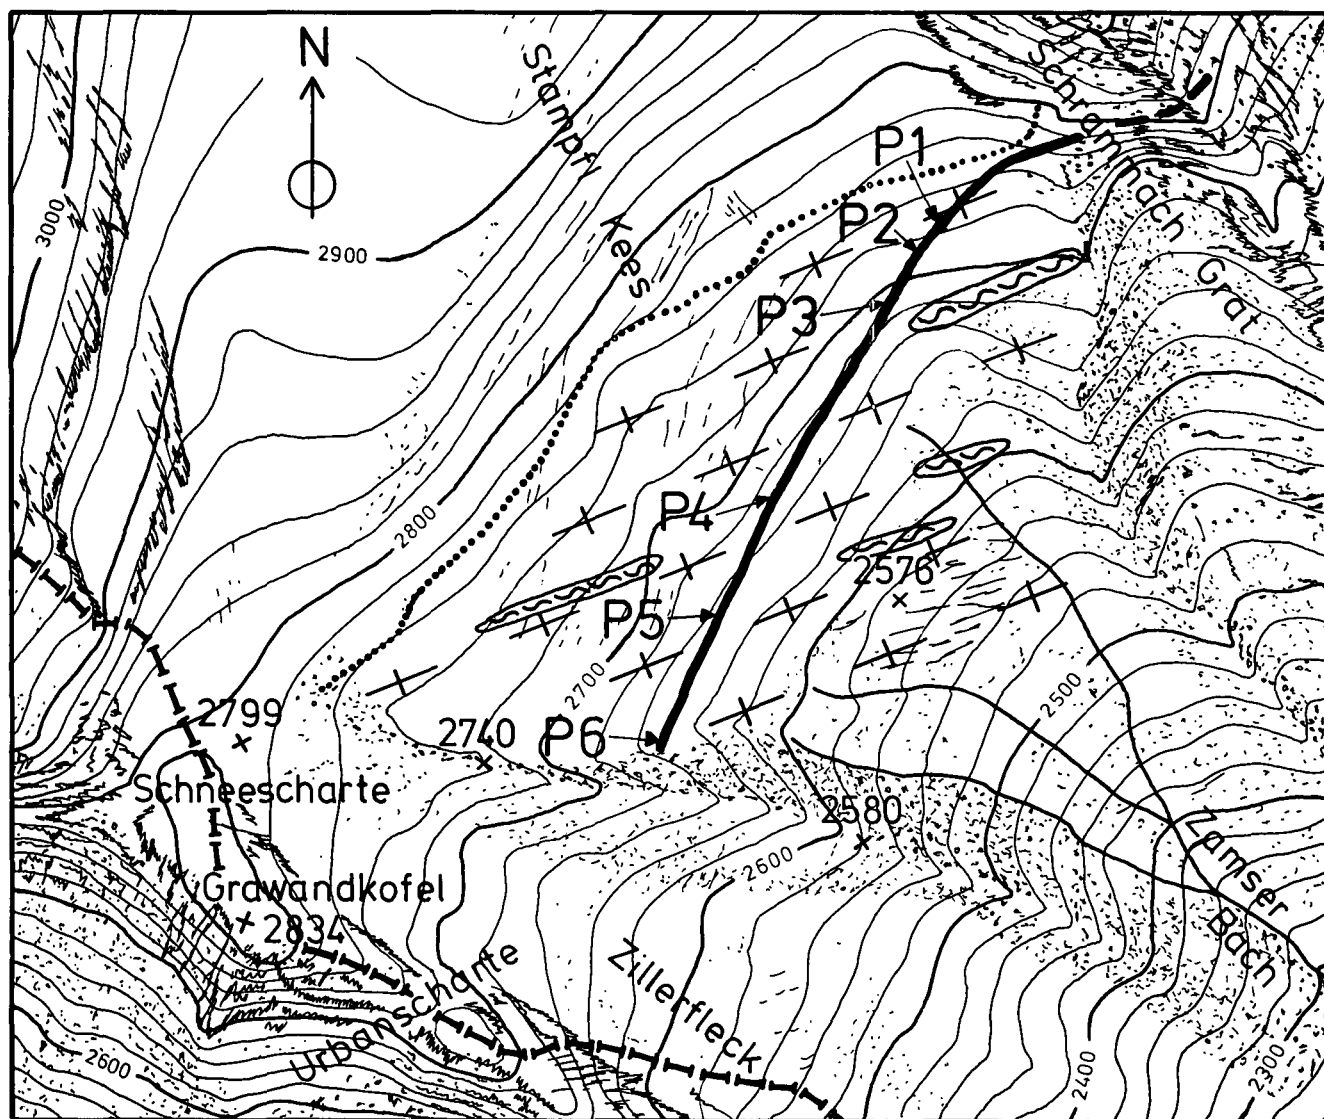 N
Stampfl
Kees
Schrammach
Grat
P1
P2
3000
2900
P3
2800
P4
2576
P5
2700
2500
2799
2740
P6
Schneescharte
2580
Zamser
Bach
2600
Grawandkofel
2834
Urbanscharte
Zillerfleck
2600
2400
2300